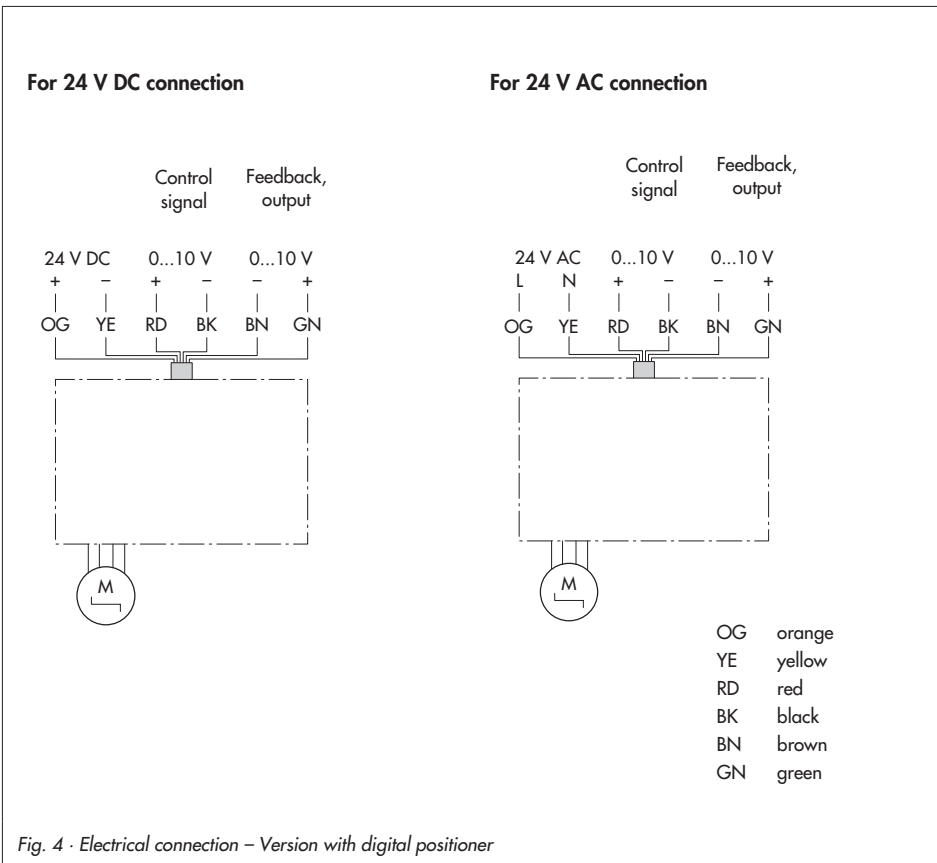 For 24 V DC connection
Control signal
Feedback, output
24 V DC 0...10 V 0...10 V
+ – + – – +
OG YE RD BK BN GN
M
For 24 V AC connection
Control signal
Feedback, output
24 V AC 0...10 V 0...10 V
L N + – – +
OG YE RD BK BN GN
M
OG orange
YE yellow
RD red
BK black
BN brown
GN green
Fig. 4 · Electrical connection – Version with digital positioner